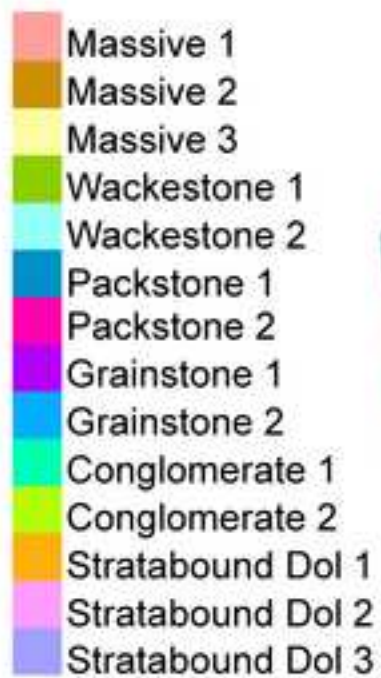 Massive 1
Massive 2
Massive 3
Wackestone 1
Wackestone 2
Packstone 1
Packstone 2
Grainstone 1
Grainstone 2
Conglomerate 1
Conglomerate 2
Stratabound Dol 1
Stratabound Dol 2
Stratabound Dol 3